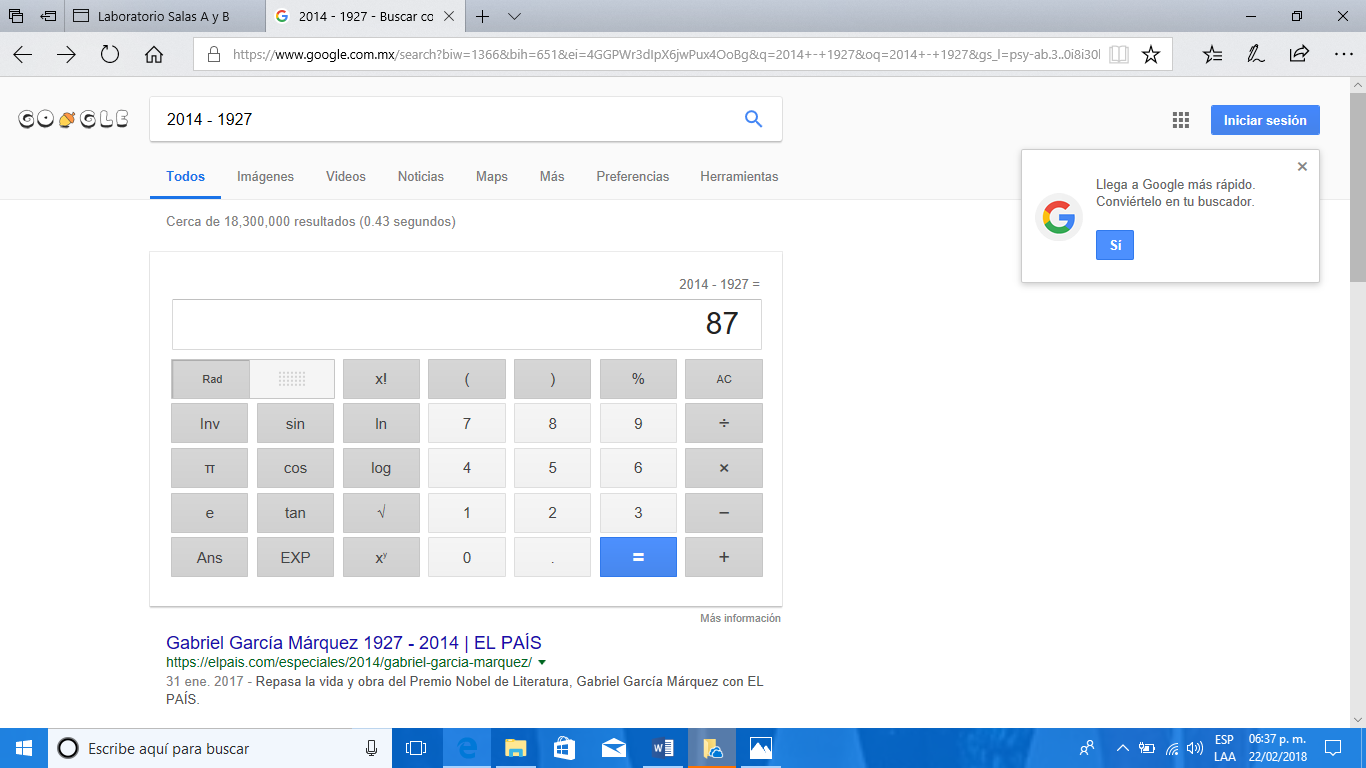 Laboratorio Salas A y B
2014 - 1927 - Buscar co
https://www.google.com.mx/search?biw=1366&bih=651&ei=4GGPWr3dIpX6jwPux4OoBg&q=2014+-+1927&oq=2014+-+1927&gs_l=psy-ab.3..0i8i30l
GOOGLE
2014 - 1927
Iniciar sesión
Todos Imágenes Videos Noticias Maps Más Preferencias Herramientas
Llega a Google más rápido.
Conviértelo en tu buscador.
Sí
Cerca de 18,300,000 resultados (0.43 segundos)
2014 - 1927 =
87
Rad x! ( ) % AC
Inv sin ln 7 8 9 ÷
π cos log 4 5 6 ×
e tan √ 1 2 3 −
Ans EXP xʸ 0 . = +
Más información
Gabriel García Márquez 1927 - 2014 | EL PAÍS
https://elpais.com/especiales/2014/gabriel-garcia-marquez/
31 ene. 2017 - Repasa la vida y obra del Premio Nobel de Literatura, Gabriel García Márquez con EL
PAÍS.
Escribe aquí para buscar
ESP
LAA
06:37 p. m.
22/02/2018